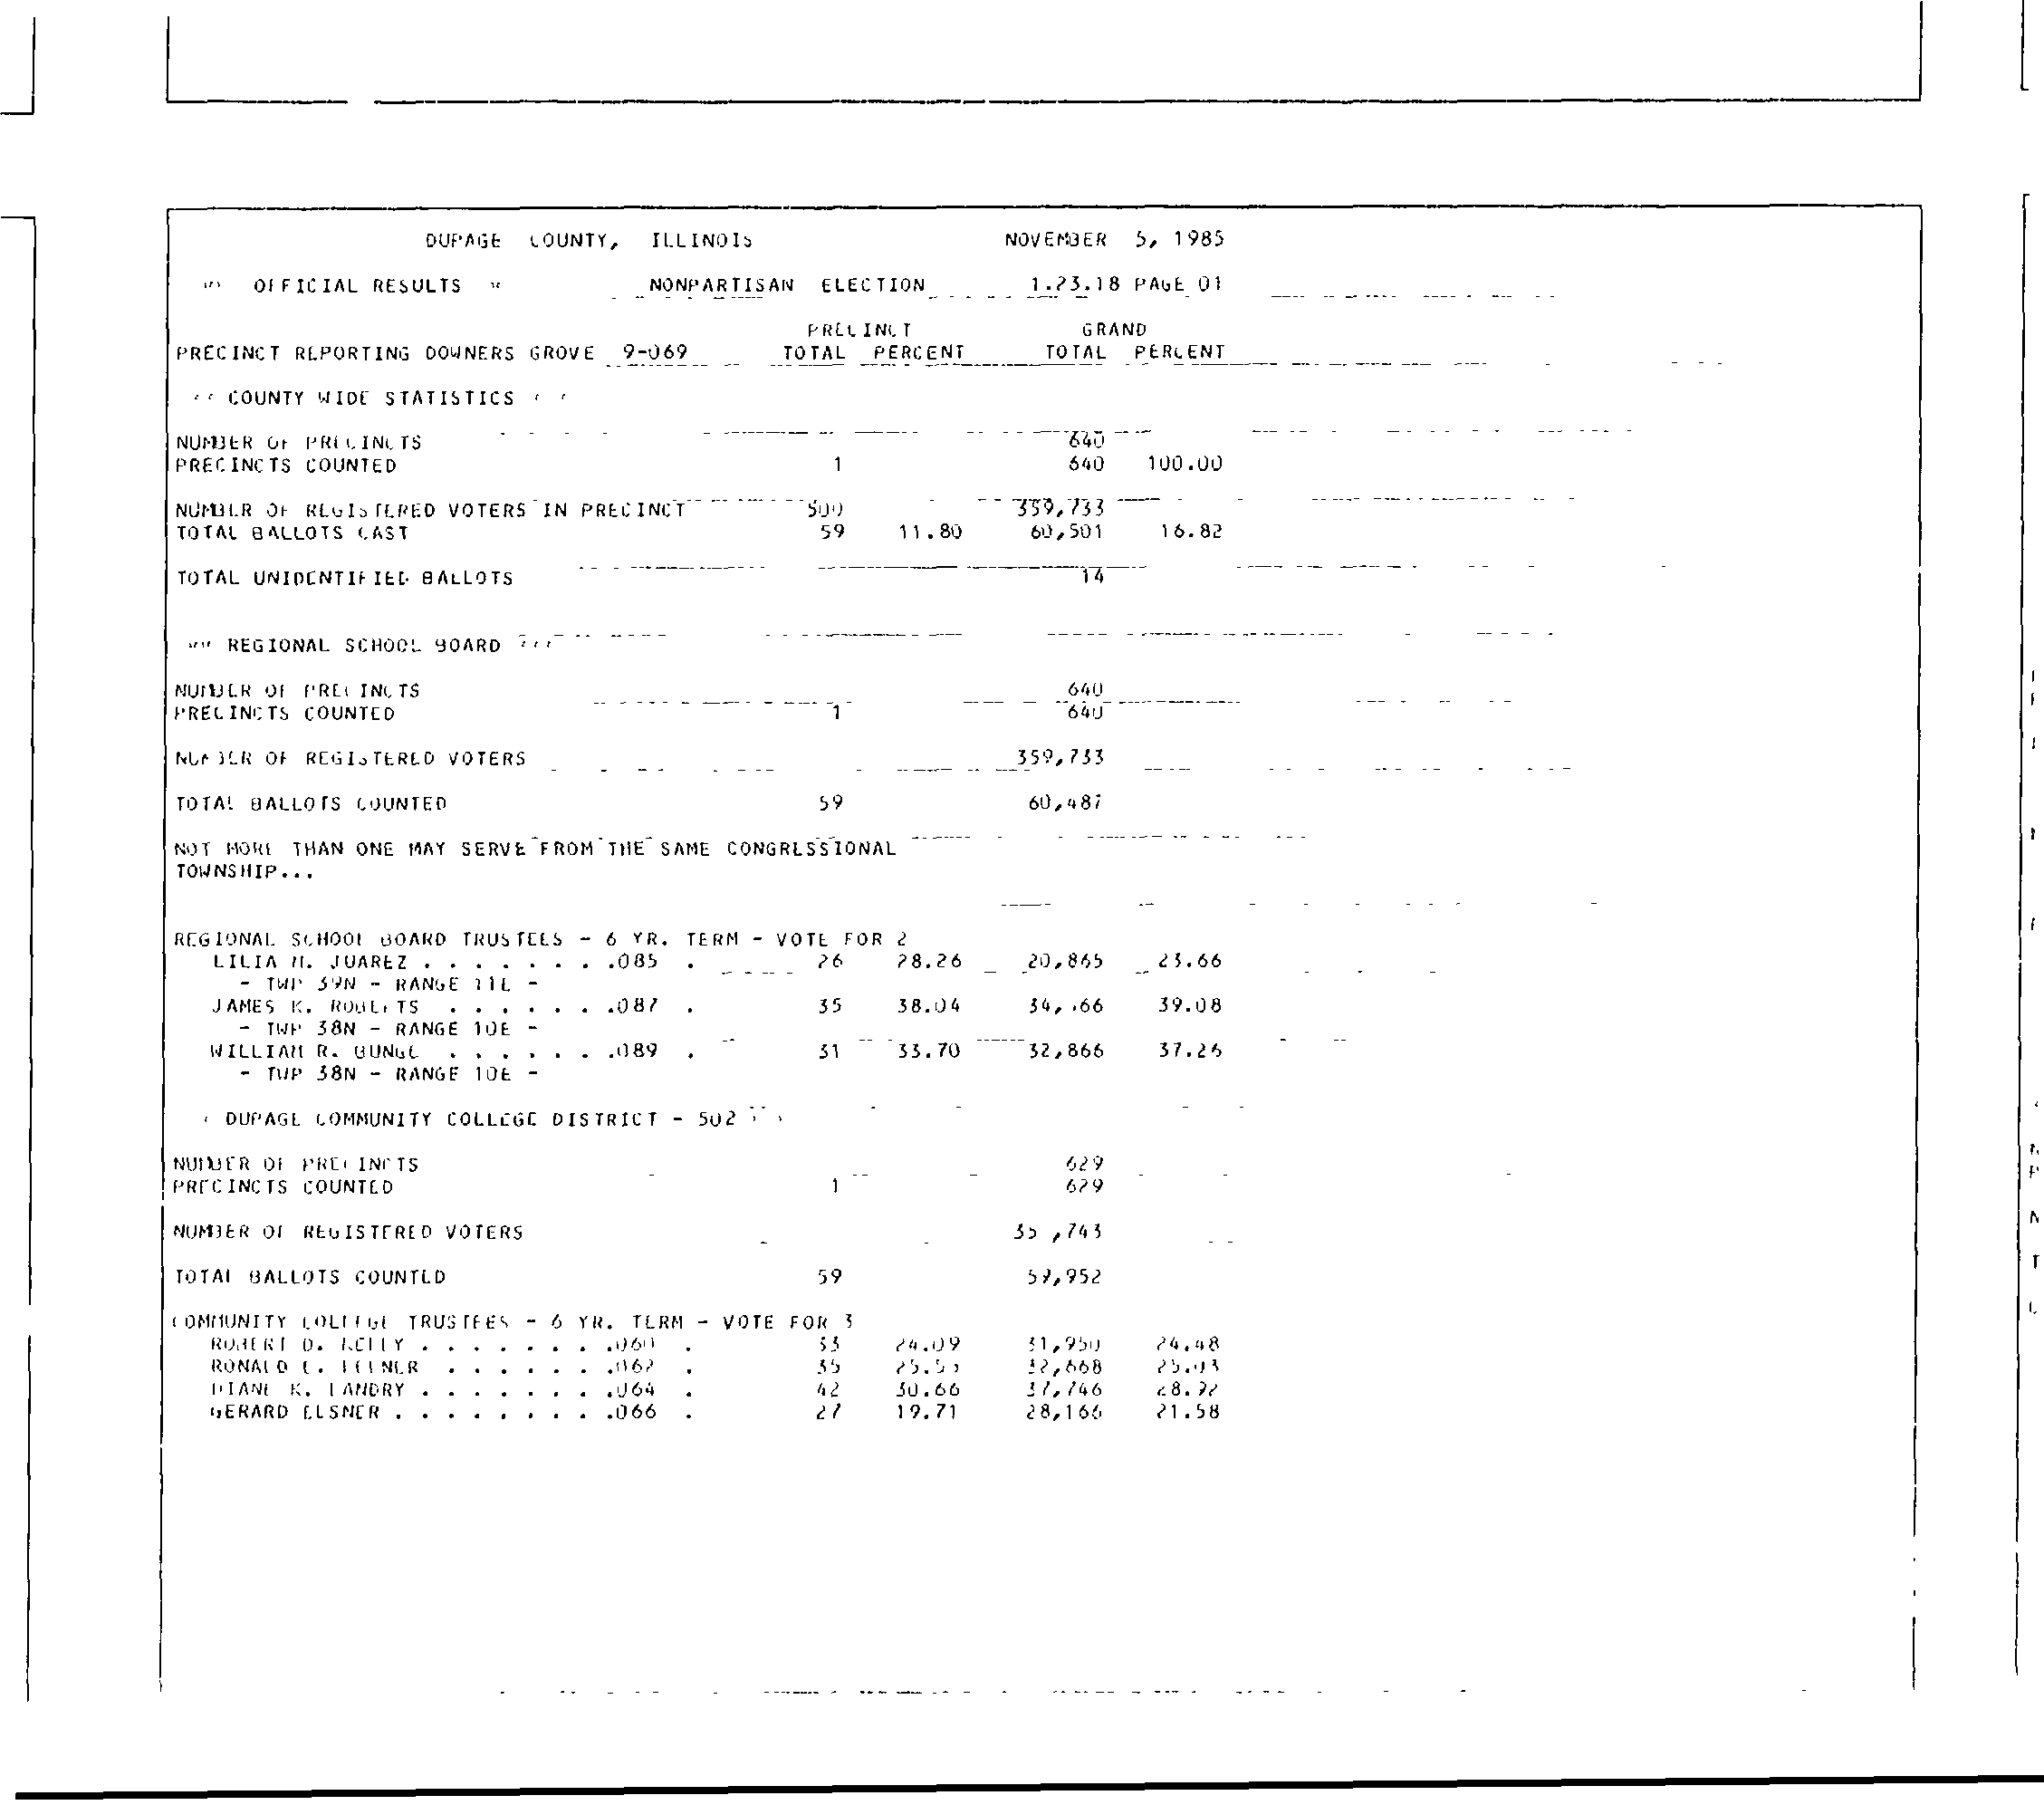 DUPAGE COUNTY, ILLINOIS NOVEMBER 5, 1985
OFFICIAL RESULTS NONPARTISAN ELECTION 1.23.18 PAGE 01
PRECINCT GRAND
PRECINCT REPORTING DOWNERS GROVE 9-069 TOTAL PERCENT TOTAL PERCENT
COUNTY WIDE STATISTICS
NUMBER OF PRECINCTS 640
PRECINCTS COUNTED 1 640 100.00
NUMBER OF REGISTERED VOTERS IN PRECINCT 500 359,733
TOTAL BALLOTS CAST 59 11.80 60,501 16.82
TOTAL UNIDENTIFIED BALLOTS 14
REGIONAL SCHOOL BOARD
NUMBER OF PRECINCTS 640
PRECINCTS COUNTED 1 640
NUMBER OF REGISTERED VOTERS 359,733
TOTAL BALLOTS COUNTED 59 60,487
NOT MORE THAN ONE MAY SERVE FROM THE SAME CONGRESSIONAL
TOWNSHIP...
REGIONAL SCHOOL BOARD TRUSTEES - 6 YR. TERM - VOTE FOR 2
LILIA M. JUAREZ . . . . . . . .085 . 26 28.26 20,865 23.66
- TWP 39N - RANGE 11E -
JAMES K. ROBERTS . . . . . . .087 . 35 38.04 39.08
- TWP 38N - RANGE 10E -
WILLIAM R. BUNGE . . . . . . .089 . 31 33.70 32,866 37.26
- TWP 38N - RANGE 10E -
DUPAGE COMMUNITY COLLEGE DISTRICT - 502
NUMBER OF PRECINCTS 629
PRECINCTS COUNTED 1 629
NUMBER OF REGISTERED VOTERS
TOTAL BALLOTS COUNTED 59 59,952
COMMUNITY COLLEGE TRUSTEES - 6 YR. TERM - VOTE FOR 3
ROBERT D. KELLY . . . . . . . .060 . 33 24.09 31,950 24.48
RONALD . . . . . . .062 . 35 25.55 32,668 25.03
DIANE K. LANDRY . . . . . . . .064 . 42 30.66 37,746 28.92
GERARD ELSNER . . . . . . . . .066 . 27 19.71 28,166 21.58